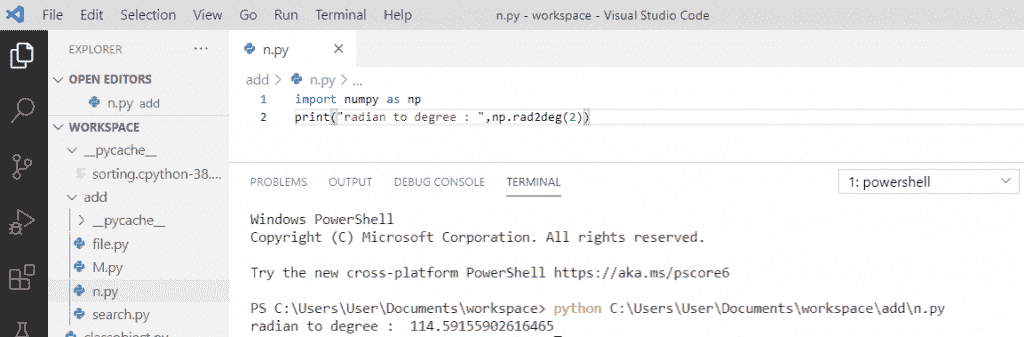 File Edit Selection View Go Run Terminal Help n.py - workspace - Visual Studio Code
EXPLORER ...
OPEN EDITORS
n.py add
WORKSPACE
__pycache__
sorting.cpython-38....
add
__pycache__
file.py
M.py
n.py
search.py
classobject.py
n.py
add > n.py > ...
1 import numpy as np
2 print("radian to degree : ",np.rad2deg(2))
PROBLEMS OUTPUT DEBUG CONSOLE TERMINAL 1: powershell
Windows PowerShell
Copyright (C) Microsoft Corporation. All rights reserved.
Try the new cross-platform PowerShell https://aka.ms/pscore6
PS C:\Users\User\Documents\workspace> python C:\Users\User\Documents\workspace\add\n.py
radian to degree :  114.59155902616465